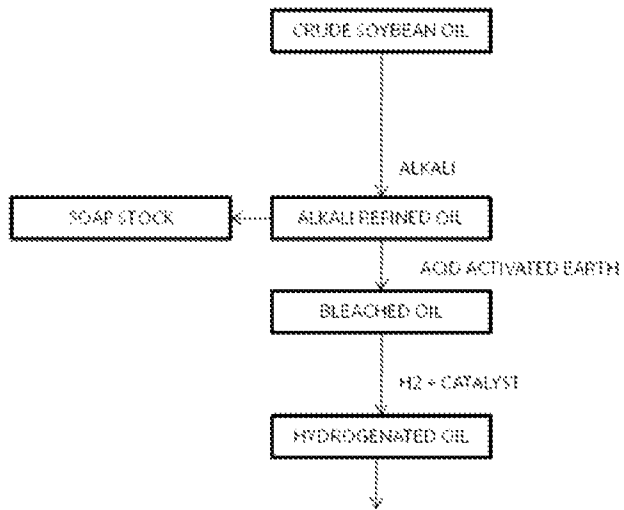 CRUDE SOYBEAN OIL
ALKALI
SOAP STOCK
ALKALI REFINED OIL
ACID ACTIVATED EARTH
BLEACHED OIL
H2 + CATALYST
HYDROGENATED OIL